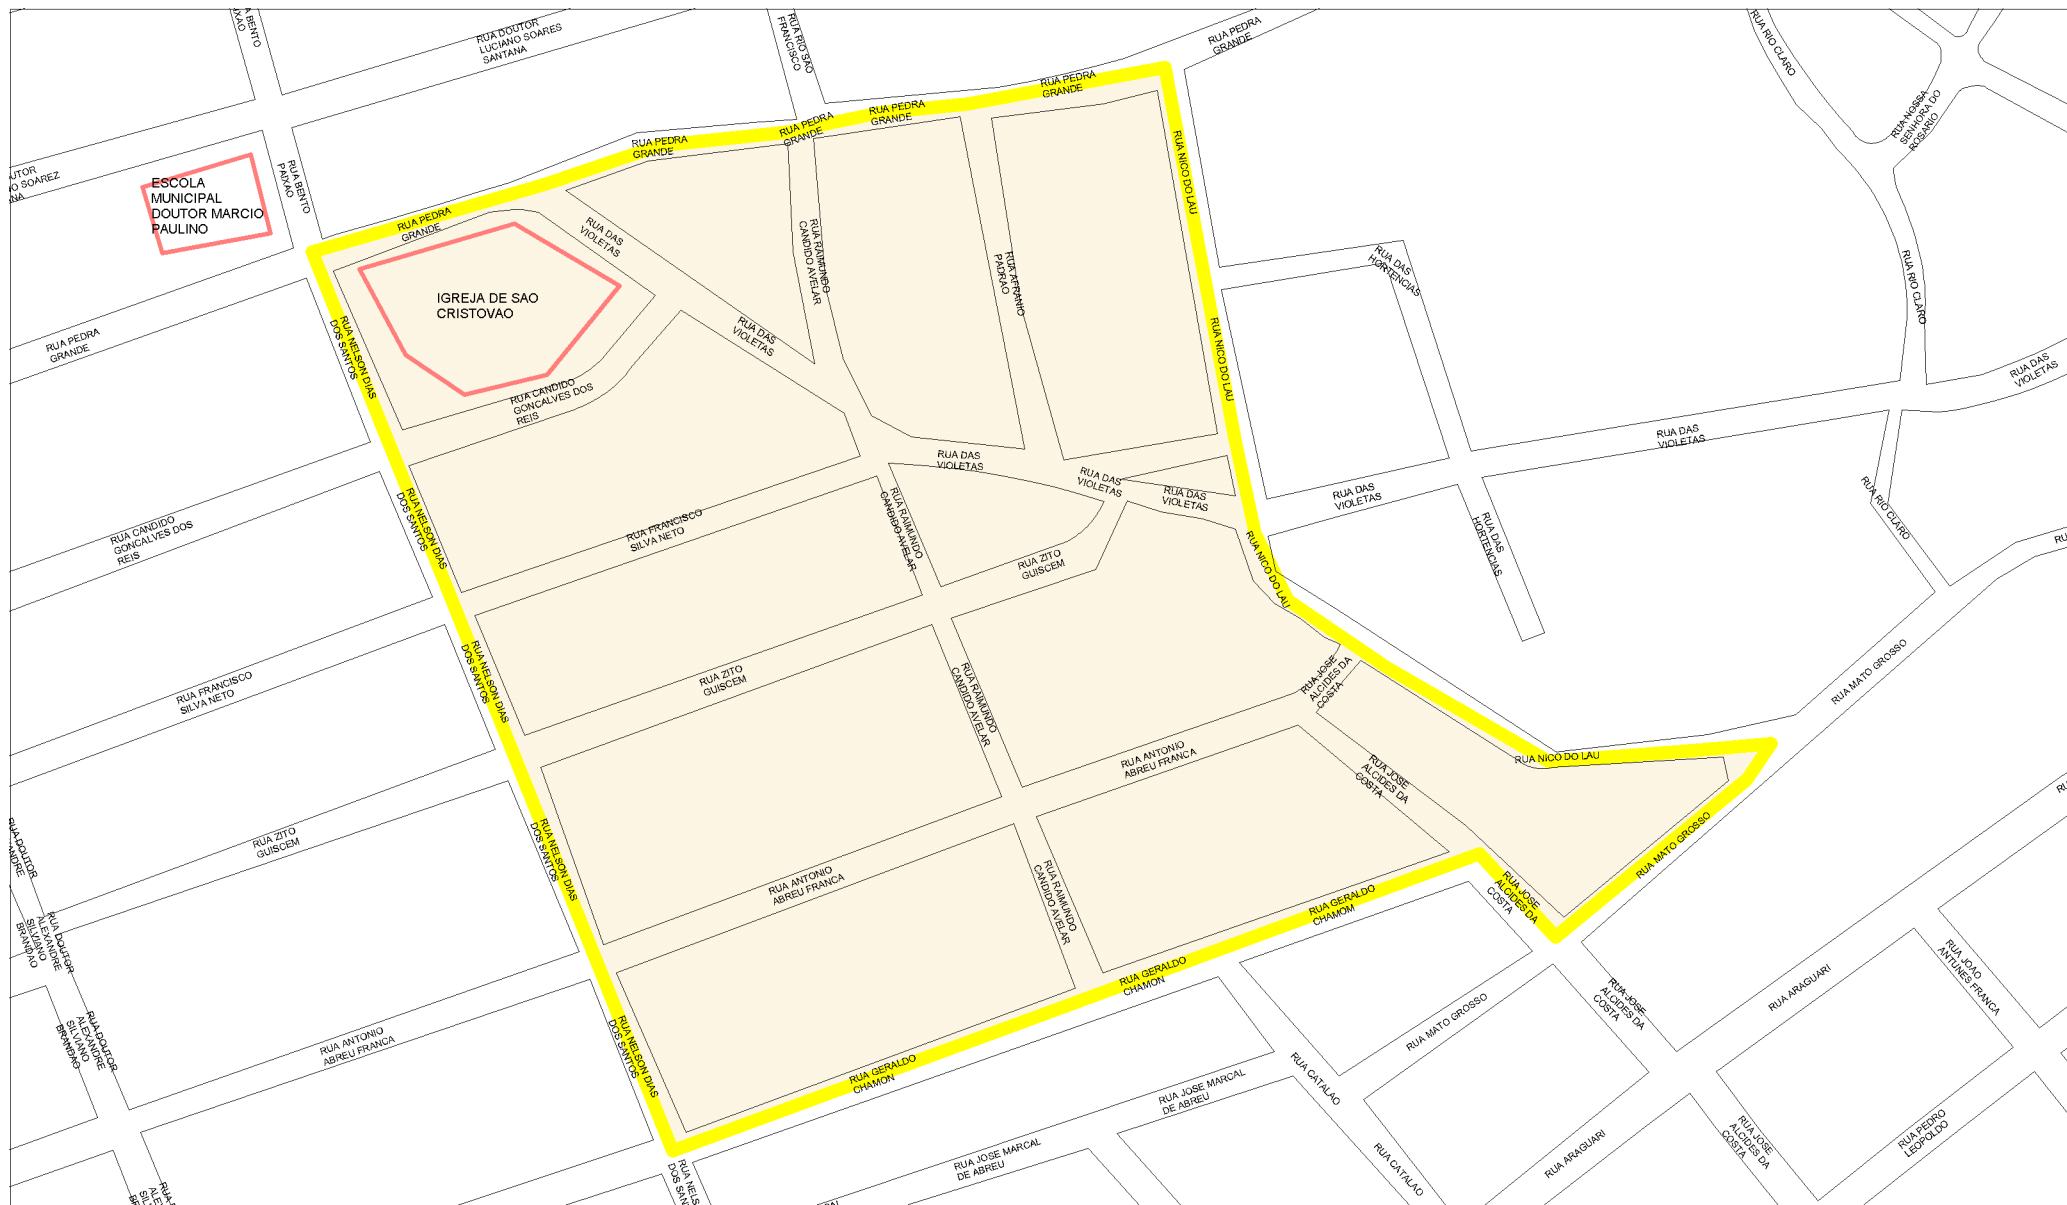 RUA BENTO
PAIXAO
RUA DOUTOR
LUCIANO SOARES
SANTANA
RUA RIO SAO
FRANCISCO
RUA PEDRA
GRANDE
RUA RIO CLARO
RUA NOSSA
SENHORA DO
ROSARIO
RUA PEDRA
GRANDE
RUA PEDRA
GRANDE
RUA PEDRA
GRANDE
RUA PEDRA
GRANDE
RUA NICO DO LAU
ESCOLA
MUNICIPAL
DOUTOR MARCIO
PAULINO
RUA BENTO
PAIXAO
RUA PEDRA
GRANDE
RUA DAS
VIOLETAS
RUA RAIMUNDO
CANDIDO AVELAR
RUA AFRANIO
PADRAO
RUA DAS
HORTENCIAS
RUA RIO CLARO
IGREJA DE SAO
CRISTOVAO
RUA PEDRA
GRANDE
RUA NELSON DIAS
DOS SANTOS
RUA DAS
VIOLETAS
RUA NICO DO LAU
RUA DAS
VIOLETAS
RUA CANDIDO
GONCALVES DOS
REIS
RUA DAS
VIOLETAS
RUA DAS
VIOLETAS
RUA DAS
VIOLETAS
RUA DAS
VIOLETAS
RUA DAS
VIOLETAS
RUA RIO CLARO
RUA CANDIDO
GONCALVES DOS
REIS
RUA NELSON DIAS
DOS SANTOS
RUA FRANCISCO
SILVA NETO
RUA RAIMUNDO
CANDIDO AVELAR
RUA ZITO
GUISCEM
RUA NICO DO LAU
RUA DAS
HORTENCIAS
RUA FRANCISCO
SILVA NETO
RUA NELSON DIAS
DOS SANTOS
RUA ZITO
GUISCEM
RUA RAIMUNDO
CANDIDO AVELAR
RUA JOSE
ALCIDES DA
COSTA
RUA MATO GROSSO
RUA ANTONIO
ABREU FRANCA
RUA JOSE
ALCIDES DA
COSTA
RUA NICO DO LAU
RUA ZITO
GUISCEM
RUA NELSON DIAS
DOS SANTOS
RUA ANTONIO
ABREU FRANCA
RUA RAIMUNDO
CANDIDO AVELAR
RUA GERALDO
CHAMOM
RUA JOSE
ALCIDES DA
COSTA
RUA MATO GROSSO
RUA DOUTOR
ALEXANDRE
SILVIANO
BRANDAO
RUA DOUTOR
ALEXANDRE
SILVIANO
BRANDAO
RUA ANTONIO
ABREU FRANCA
RUA NELSON DIAS
DOS SANTOS
RUA GERALDO
CHAMON
RUA GERALDO
CHAMON
RUA MATO GROSSO
RUA JOSE
ALCIDES DA
COSTA
RUA ARAGUARI
RUA JOAO
ANTUNES FRANCA
RUA JOSE MARCAL
DE ABREU
RUA JOSE MARCAL
DE ABREU
RUA CATALAO
RUA CATALAO
RUA ARAGUARI
RUA JOSE
ALCIDES DA
COSTA
RUA PEDRO
LEOPOLDO